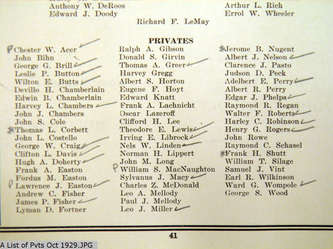 Anthony W. DeRoos
Edward J. Doody
Arthur L. Rich
Errol W. Wheeler
Richard F. LeMay
PRIVATES
Chester W. Acer
John Bihn
George G. Brill
Leslie P. Button
Wilton E. Butts
Devillo H. Chamberlain
Edwin B. Chamberlain
Harvey L. Chambers
John J. Chambers
John S. Cole
Thomas L. Corbett
John L. Costello
George W. Craig
Clifton L. Davis
Hugh A. Doherty
Frank A. Easton
Fordus M. Easton
Lawrence J. Easton
Andrew C. Fisher
James P. Fisher
Lyman D. Fortner
Ralph A. Gibson
Donald S. Girvin
Thomas A. Greer
Harvey Gregg
Albert S. Horton
Eugene F. Hoyt
Edward Knatt
Frank A. Lachnicht
Oscar Lazeroff
Clifford H. Lee
Theodore E. Lewis
Irving E. Librock
Nels W. Linden
Norman H. Lippert
John M. Long
William S. MacNaughton
Sylvanus J. Macy
Charles Z. McDonald
Leo A. Mellody
Paul J. Mellody
Leo J. Miller
Jerome B. Nugent
Albert J. Nelson
Clarence J. Pasto
Judson D. Peck
Adelbert E. Perry
Albert H. Perry
Edgar J. Phelps
Raymond R. Regan
Walter F. Roberts
Harley C. Robinson
Henry G. Rogers
John Rowe
Raymond C. Schasel
Frank H. Shutt
William T. Silage
Samuel J. Vint
Earl R. Wilkinson
Ward G. Wompole
George S. Wood
41
A List of Pvts Oct 1929.JPG